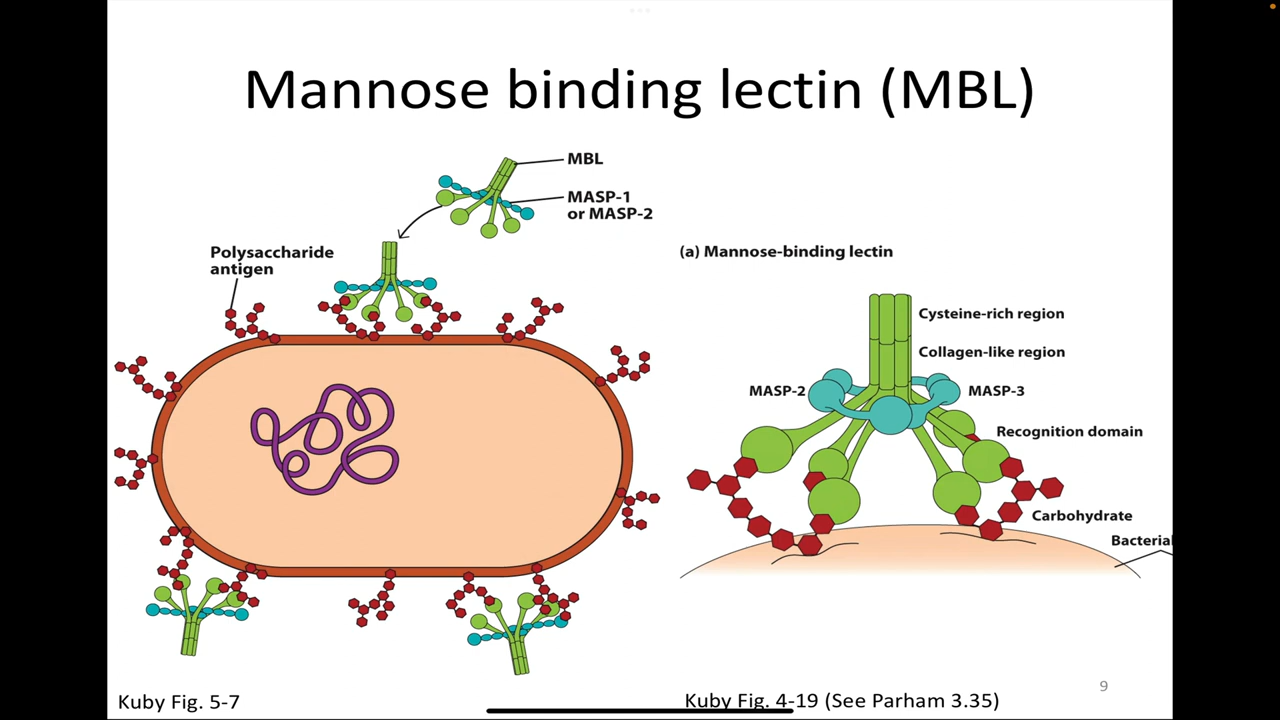 Mannose binding lectin (MBL)
MBL
MASP-1
or MASP-2
Polysaccharide
antigen
(a) Mannose-binding lectin
Cysteine-rich region
Collagen-like region
MASP-2
MASP-3
Recognition domain
Carbohydrate
Bacterial
Kuby Fig. 5-7
Kuby Fig. 4-19 (See Parham 3.35)
9